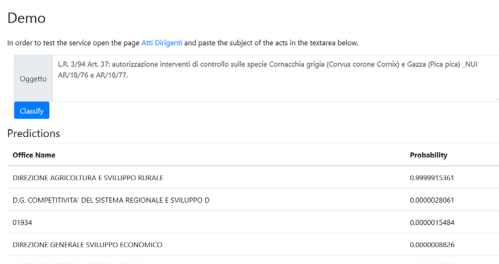 Demo
In order to test the service open the page Atti Dirigenti and paste the subject of the acts in the textarea below.
Oggetto
L.R. 3/94 Art. 37: autorizzazione interventi di controllo sulle specie Cornacchia grigia (Corvus corone Cornix) e Gazza (Pica pica) _NUI
AR/18/76 e AR/18/77.
Classify
Predictions
Office Name Probability
DIREZIONE AGRICOLTURA E SVILUPPO RURALE 0.9999915361
D.G. COMPETITIVITA' DEL SISTEMA REGIONALE E SVILUPPO D 0.0000028061
01934 0.0000015484
DIREZIONE GENERALE SVILUPPO ECONOMICO 0.0000008826